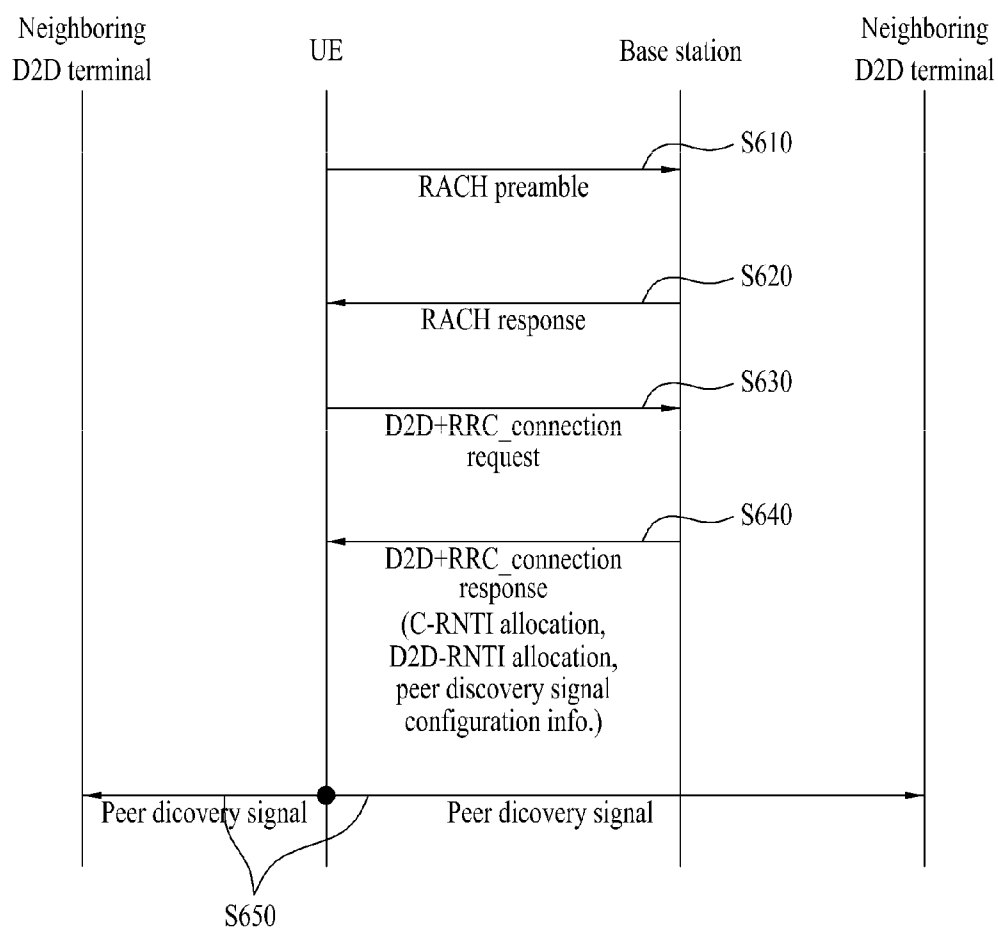 Neighboring
D2D terminal
UE
Base station
Neighboring
D2D terminal
S610
RACH preamble
S620
RACH response
S630
D2D+RRC_connection
request
S640
D2D+RRC_connection
response
(C-RNTI allocation,
D2D-RNTI allocation,
peer discovery signal
configuration info.)
Peer dicovery signal
Peer dicovery signal
S650